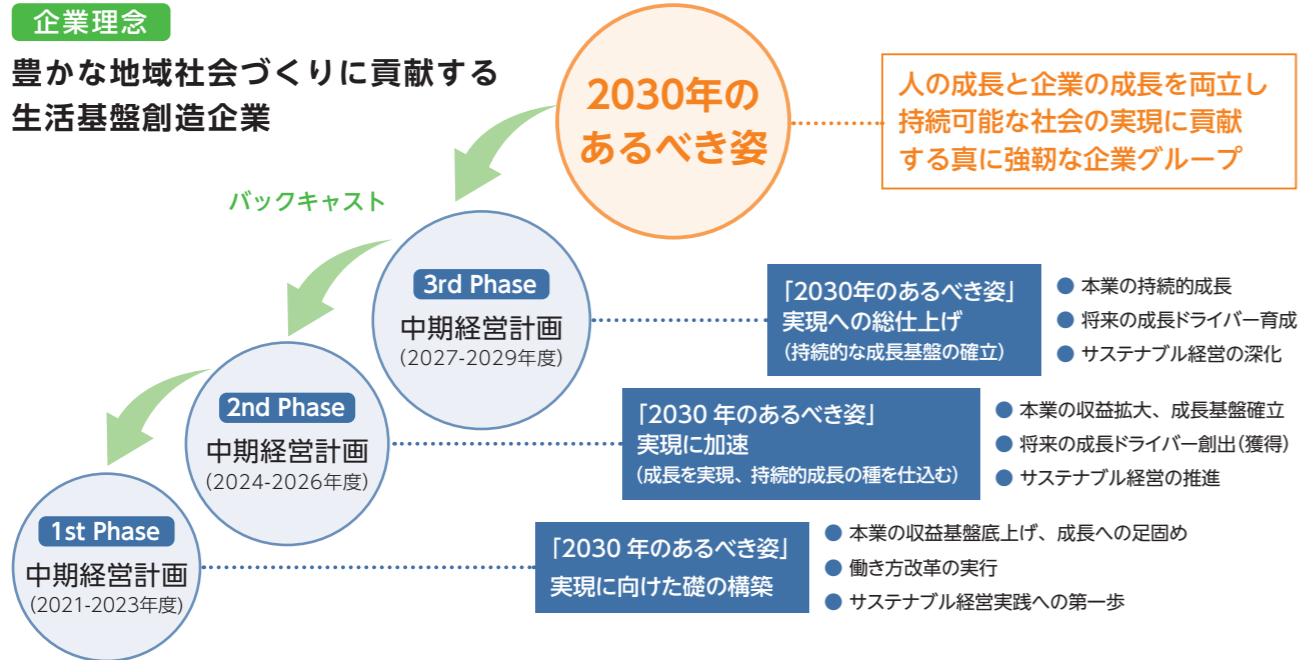 企業理念
豊かな地域社会づくりに貢献する
生活基盤創造企業
2030年の
あるべき姿
人の成長と企業の成長を両立し
持続可能な社会の実現に貢献
する真に強靭な企業グループ
バックキャスト
3rd Phase
中期経営計画
(2027-2029年度)
「2030年のあるべき姿」
実現への総仕上げ
(持続的な成長基盤の確立)
● 本業の持続的成長
● 将来の成長ドライバー育成
● サステナブル経営の深化
2nd Phase
中期経営計画
(2024-2026年度)
「2030 年のあるべき姿」
実現に加速
(成長を実現、持続的成長の種を仕込む)
● 本業の収益拡大、成長基盤確立
● 将来の成長ドライバー創出(獲得)
● サステナブル経営の推進
1st Phase
中期経営計画
(2021-2023年度)
「2030 年のあるべき姿」
実現に向けた礎の構築
● 本業の収益基盤底上げ、成長への足固め
● 働き方改革の実行
● サステナブル経営実践への第一歩